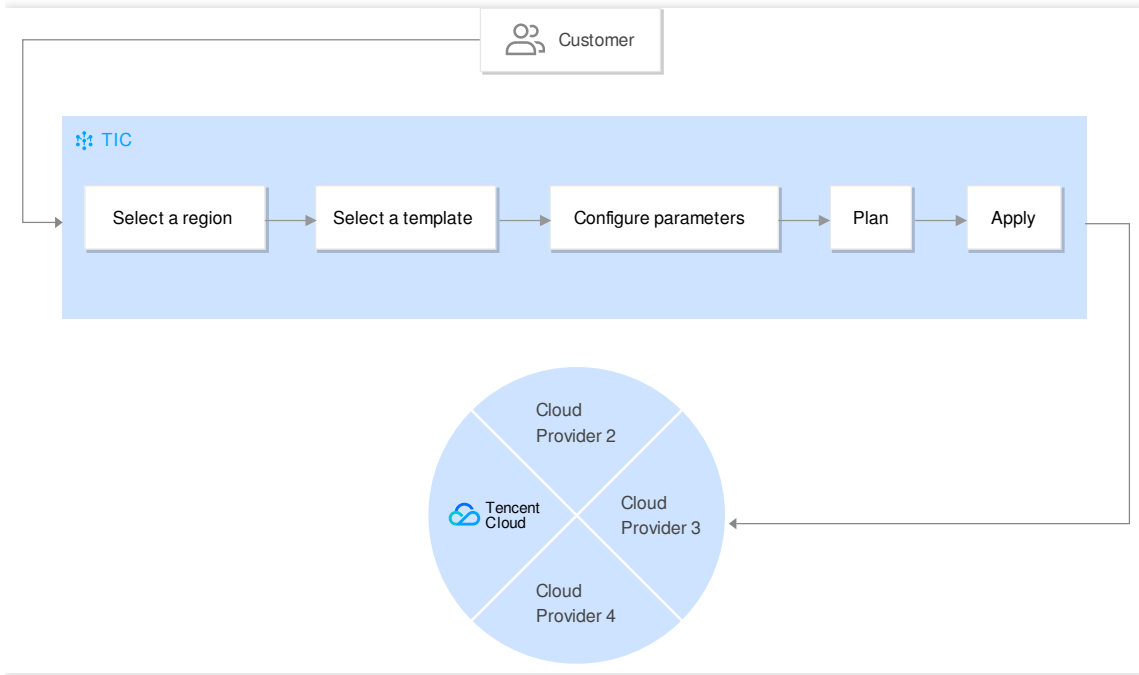 Customer
TIC
Select a region
Select a template
Configure parameters
Plan
Apply
Cloud
Provider 2
Tencent
Cloud
Cloud
Provider 3
Cloud
Provider 4